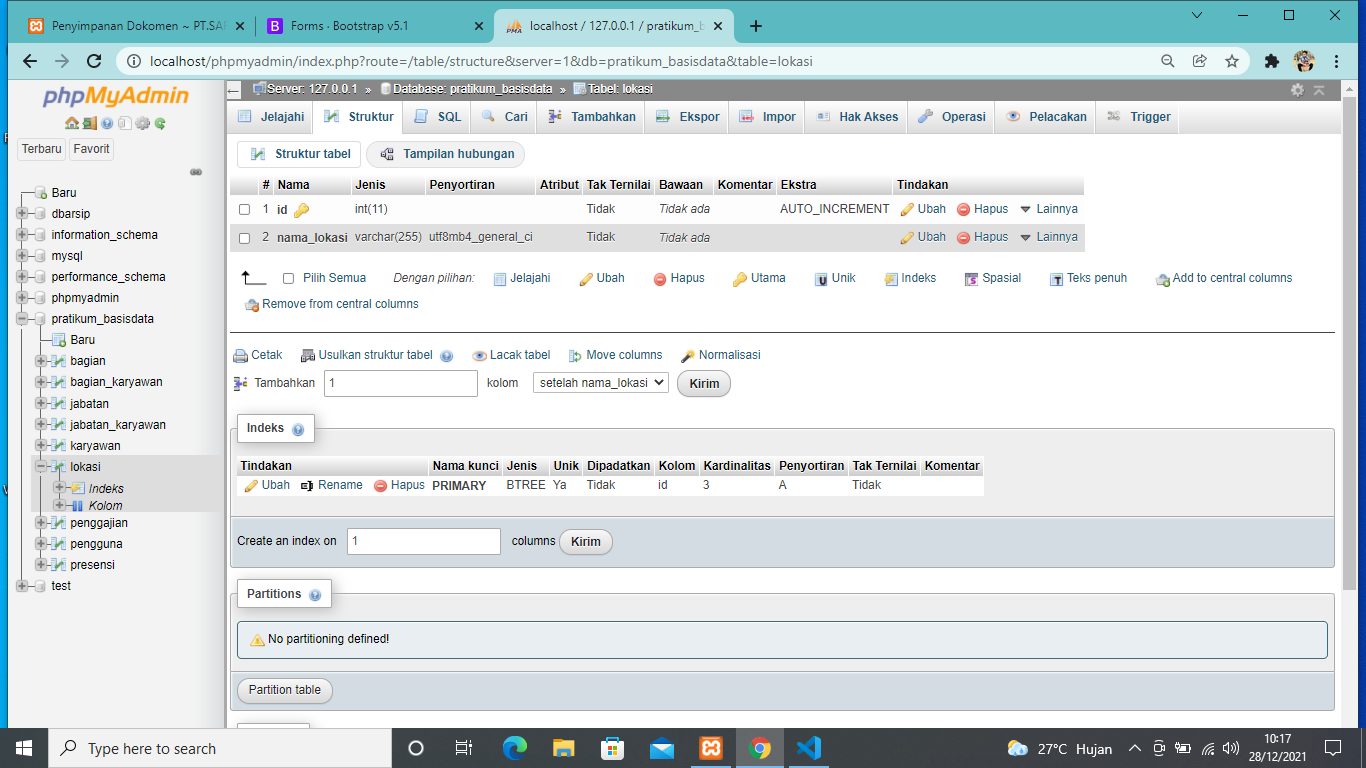 Penyimpanan Dokomen ~ PT.SAF
Forms · Bootstrap v5.1
localhost / 127.0.0.1 / pratikum_b
localhost/phpmyadmin/index.php?route=/table/structure&server=1&db=pratikum_basisdata&table=lokasi
phpMyAdmin
Terbaru Favorit
Baru
dbarsip
information_schema
mysql
performance_schema
phpmyadmin
pratikum_basisdata
Baru
bagian
bagian_karyawan
jabatan
jabatan_karyawan
karyawan
lokasi
Indeks
Kolom
penggajian
pengguna
presensi
test
Server: 127.0.0.1 » Database: pratikum_basisdata » Tabel: lokasi
Jelajahi Struktur SQL Cari Tambahkan Ekspor Impor Hak Akses Operasi Pelacakan Trigger
Struktur tabel Tampilan hubungan
# Nama Jenis Penyortiran Atribut Tak Ternilai Bawaan Komentar Ekstra Tindakan
1 id int(11) Tidak Tidak ada AUTO_INCREMENT Ubah Hapus Lainnya
2 nama_lokasi varchar(255) utf8mb4_general_ci Tidak Tidak ada Ubah Hapus Lainnya
Pilih Semua Dengan pilihan: Jelajahi Ubah Hapus Utama Unik Indeks Spasial Teks penuh Add to central columns
Remove from central columns
Cetak Usulkan struktur tabel Lacak tabel Move columns Normalisasi
Tambahkan 1 kolom setelah nama_lokasi Kirim
Indeks
Tindakan Nama kunci Jenis Unik Dipadatkan Kolom Kardinalitas Penyortiran Tak Ternilai Komentar
Ubah Rename Hapus PRIMARY BTREE Ya Tidak id 3 A Tidak
Create an index on 1 columns Kirim
Partitions
No partitioning defined!
Partition table
Type here to search
27°C Hujan
10:17
28/12/2021